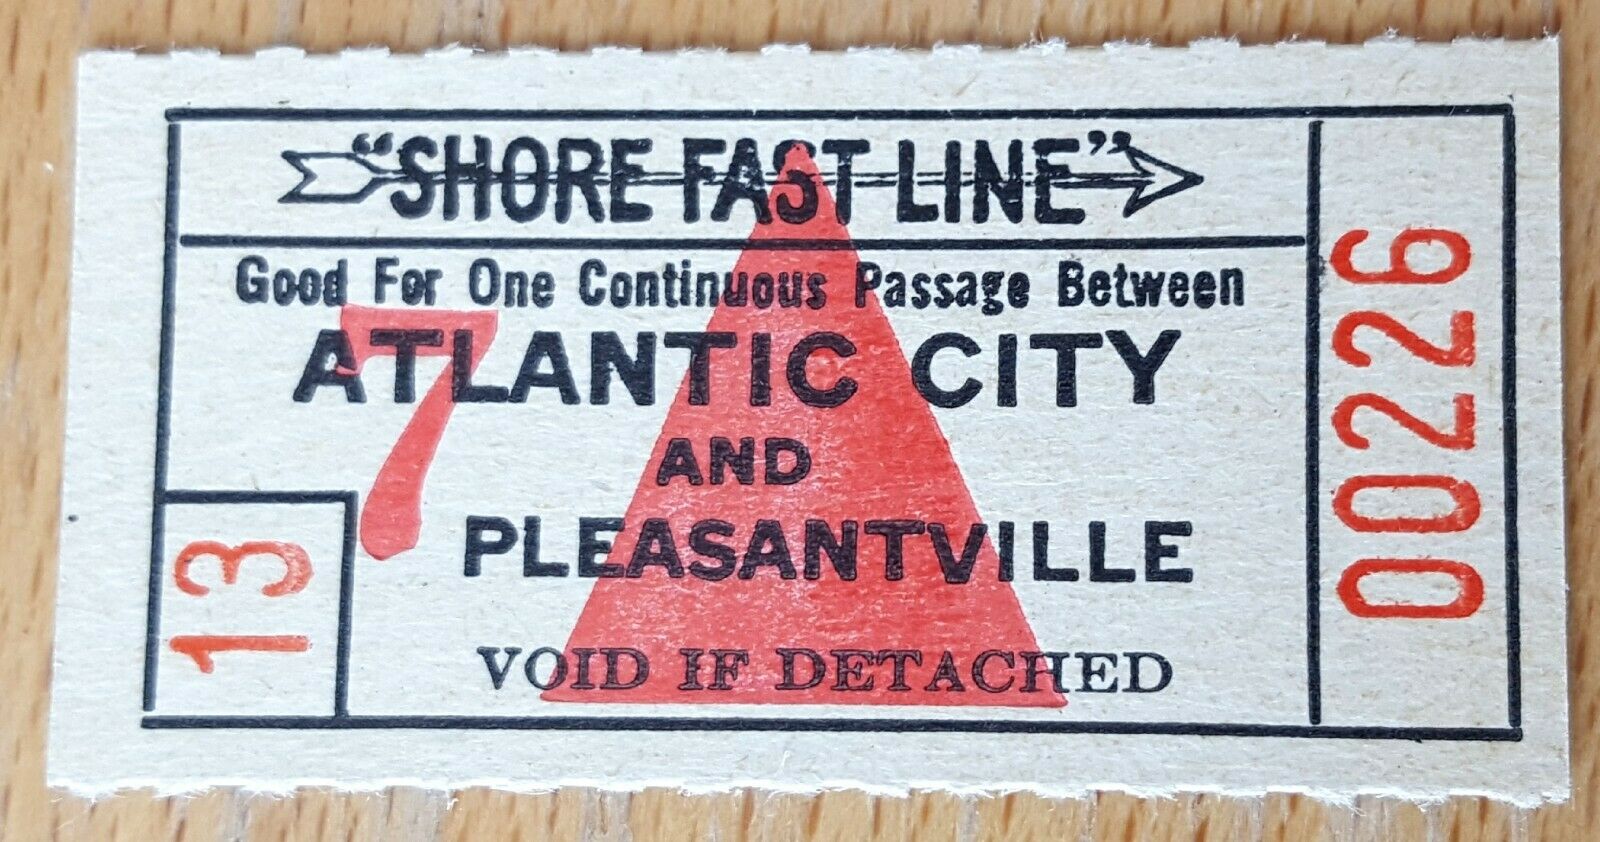 "SHORE FAST LINE"
Good For One Continuous Passage Between
7
ATLANTIC CITY
AND
PLEASANTVILLE
VOID IF DETACHED
13
00226